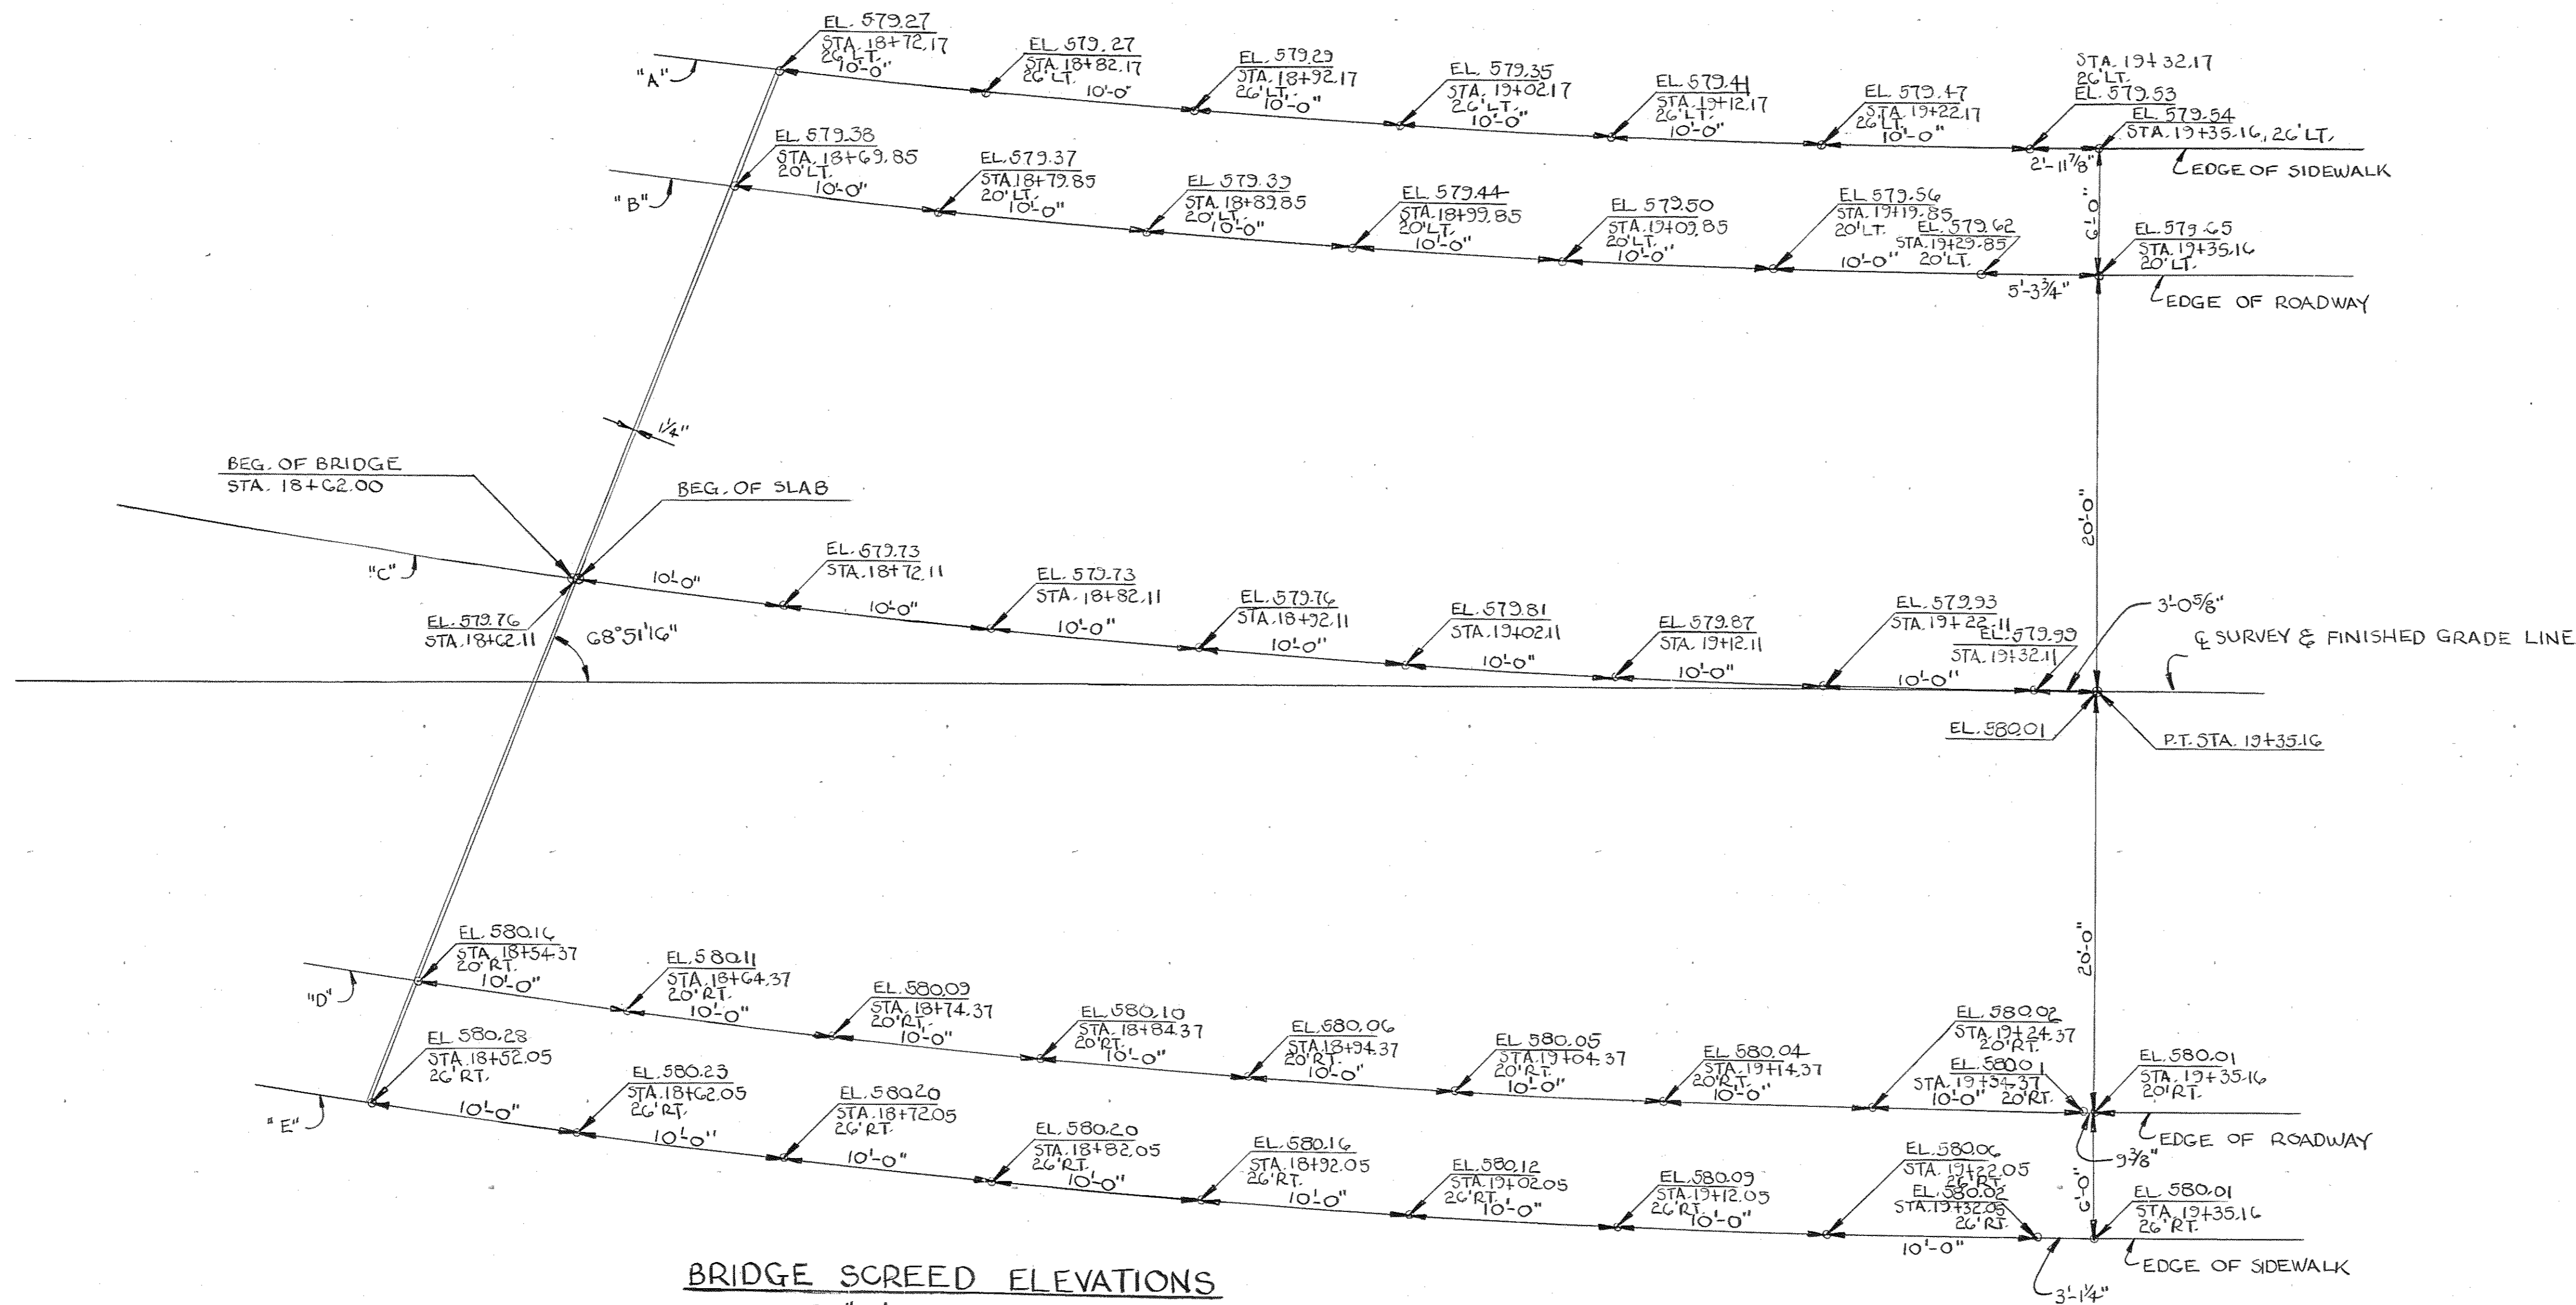 EL. 579.27
STA. 18+72.17
26' LT.
10'-0"
EL. 579.27
STA. 18+82.17
26' LT.
10'-0"
EL. 579.29
STA. 18+92.17
26' LT.
10'-0"
EL. 579.35
STA. 19+02.17
26' LT.
10'-0"
EL. 579.41
STA. 19+12.17
26' LT.
10'-0"
EL. 579.47
STA. 19+22.17
26' LT.
10'-0"
STA. 19+32.17
26' LT.
EL. 579.53
EL. 579.54
STA. 19+35.16, 26' LT.
2'-11 7/8"
EDGE OF SIDEWALK
"A"
EL. 579.38
STA. 18+69.85
20' LT.
10'-0"
EL. 579.37
STA. 18+79.85
20' LT.
10'-0"
EL. 579.39
STA. 18+89.85
20' LT.
10'-0"
EL. 579.44
STA. 18+99.85
20' LT.
10'-0"
EL. 579.50
STA. 19+09.85
20' LT.
10'-0"
EL. 579.56
STA. 19+19.85
20' LT.
10'-0"
EL. 579.62
STA. 19+29.85
20' LT.
6'-0"
EL. 579.65
STA. 19+35.16
20' LT.
5'-3 3/4"
EDGE OF ROADWAY
"B"
1/4"
BEG. OF BRIDGE
STA. 18+62.00
BEG. OF SLAB
20'-0"
"C"
EL. 579.76
STA. 18+62.11
68°51'16"
10'-0"
EL. 579.73
STA. 18+72.11
10'-0"
EL. 579.73
STA. 18+82.11
10'-0"
EL. 579.76
STA. 18+92.11
10'-0"
EL. 579.81
STA. 19+02.11
10'-0"
EL. 579.87
STA. 19+12.11
10'-0"
EL. 579.93
STA. 19+22.11
10'-0"
EL. 579.99
STA. 19+32.11
3'-0 5/8"
℄ SURVEY & FINISHED GRADE LINE
EL. 580.01
P.T. STA. 19+35.16
20'-0"
EL. 580.16
STA. 18+54.37
20' RT.
10'-0"
EL. 580.11
STA. 18+64.37
20' RT.
10'-0"
EL. 580.09
STA. 18+74.37
20' RT.
10'-0"
EL. 580.10
STA. 18+84.37
20' RT.
10'-0"
EL. 580.06
STA. 18+94.37
20' RT.
10'-0"
EL. 580.05
STA. 19+04.37
20' RT.
10'-0"
EL. 580.04
STA. 19+14.37
20' RT.
10'-0"
EL. 580.02
STA. 19+24.37
20' RT.
EL. 580.01
STA. 19+34.37
10'-0" 20' RT.
EL. 580.01
STA. 19+35.16
20' RT.
EDGE OF ROADWAY
9 3/8"
"D"
EL. 580.28
STA. 18+52.05
26' RT.
10'-0"
EL. 580.23
STA. 18+62.05
26' RT.
10'-0"
EL. 580.20
STA. 18+72.05
26' RT.
10'-0"
EL. 580.20
STA. 18+82.05
26' RT.
10'-0"
EL. 580.16
STA. 18+92.05
26' RT.
10'-0"
EL. 580.12
STA. 19+02.05
26' RT.
10'-0"
EL. 580.09
STA. 19+12.05
26' RT.
10'-0"
EL. 580.06
STA. 19+22.05
26' RT.
EL. 580.02
STA. 19+32.05
26' RT.
10'-0"
6'-0"
EL. 580.01
STA. 19+35.16
26' RT.
EDGE OF SIDEWALK
3'-1 1/4"
"E"
BRIDGE SCREED ELEVATIONS